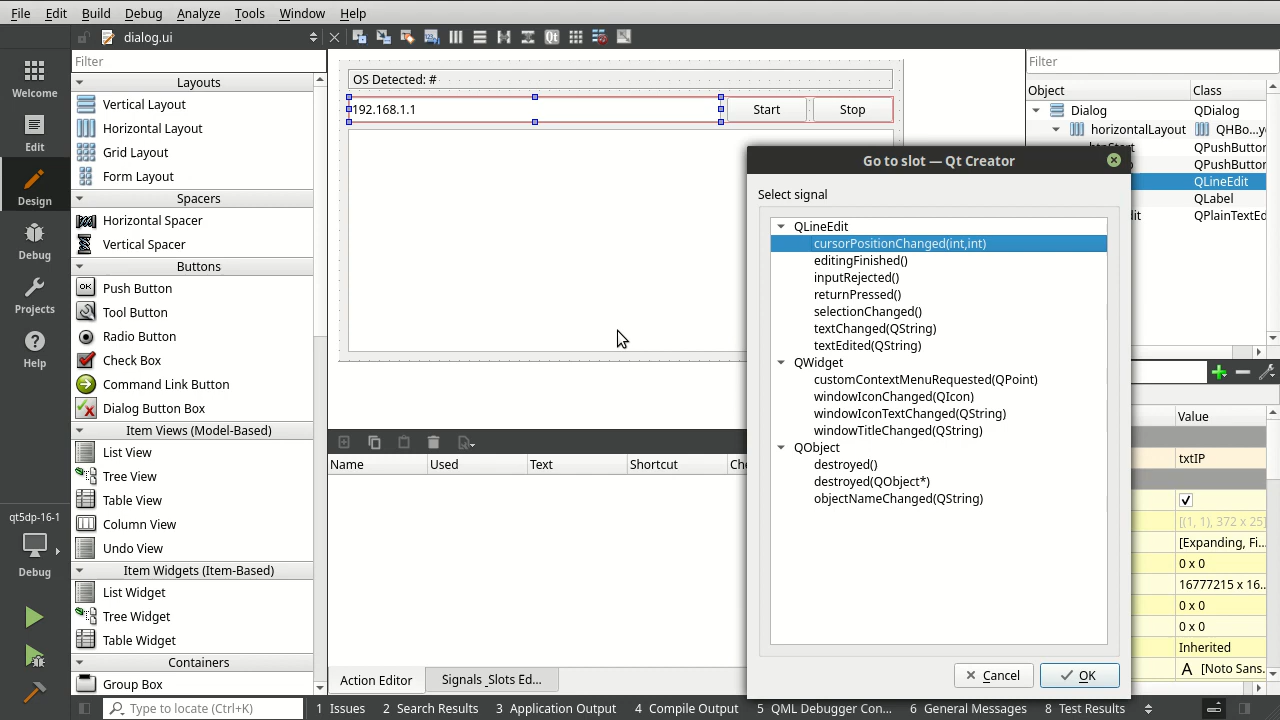 File Edit Build Debug Analyze Tools Window Help
dialog.ui
Welcome
Edit
Design
Debug
Projects
Help
qt5dp-16-1
Debug
Filter
Layouts
Vertical Layout
Horizontal Layout
Grid Layout
Form Layout
Spacers
Horizontal Spacer
Vertical Spacer
Buttons
Push Button
Tool Button
Radio Button
Check Box
Command Link Button
Dialog Button Box
Item Views (Model-Based)
List View
Tree View
Table View
Column View
Undo View
Item Widgets (Item-Based)
List Widget
Tree Widget
Table Widget
Containers
Group Box
OS Detected: #
192.168.1.1 Start Stop
Name Used Text Shortcut
Action Editor Signals _Slots Ed...
Go to slot — Qt Creator
Select signal
QLineEdit
cursorPositionChanged(int,int)
editingFinished()
inputRejected()
returnPressed()
selectionChanged()
textChanged(QString)
textEdited(QString)
QWidget
customContextMenuRequested(QPoint)
windowIconChanged(QIcon)
windowIconTextChanged(QString)
windowTitleChanged(QString)
QObject
destroyed()
destroyed(QObject*)
objectNameChanged(QString)
Cancel OK
Filter
Object Class
Dialog QDialog
horizontalLayout QHBo...y
QPushButton
QPushButton
QLineEdit
QLabel
QPlainTextEd
Value
txtIP
[(1, 1), 372 x 25]
[Expanding, Fi...
0 x 0
16777215 x 16...
0 x 0
0 x 0
Inherited
A [Noto Sans...
Type to locate (Ctrl+K) 1 Issues 2 Search Results 3 Application Output 4 Compile Output 5 QML Debugger Con... 6 General Messages 8 Test Results